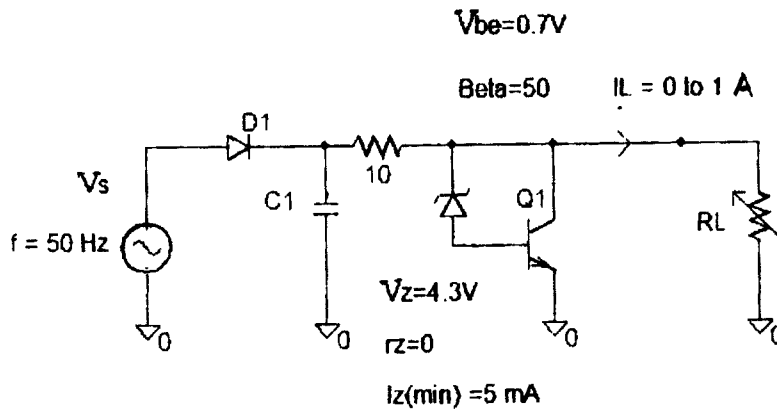 Vbe=0.7V
Beta=50
IL = 0 to 1 A
D1
Vs
C1
10
Q1
RL
f = 50 Hz
Vz=4.3V
0
0
0
0
rz=0
Iz(min) =5 mA